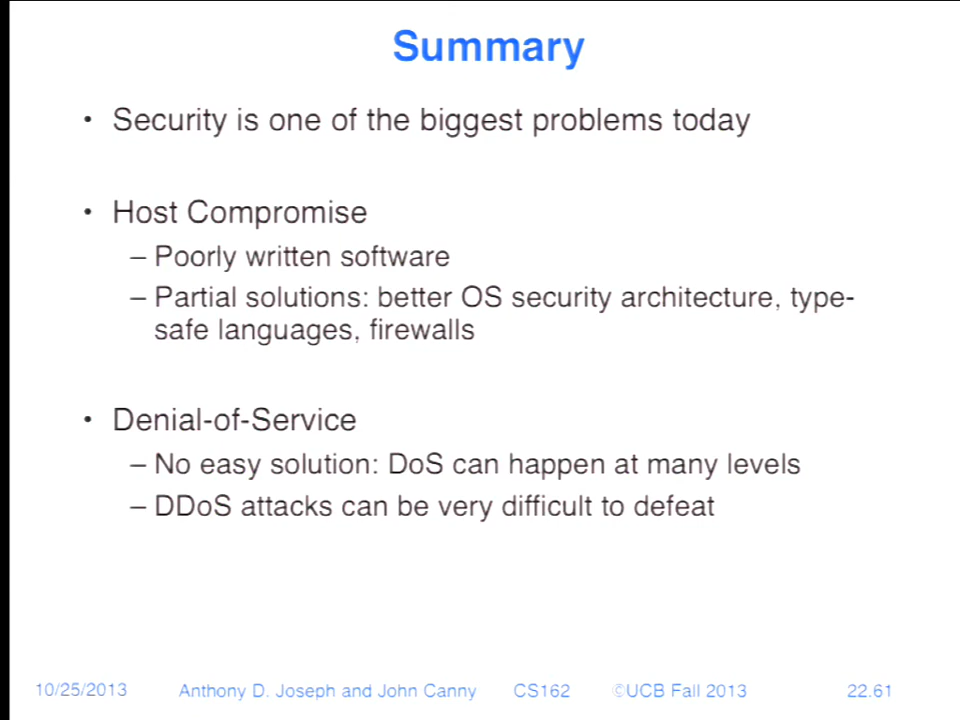 Summary
• Security is one of the biggest problems today
• Host Compromise
– Poorly written software
– Partial solutions: better OS security architecture, type-
safe languages, firewalls
• Denial-of-Service
– No easy solution: DoS can happen at many levels
– DDoS attacks can be very difficult to defeat
10/25/2013 Anthony D. Joseph and John Canny CS162 ©UCB Fall 2013 22.61